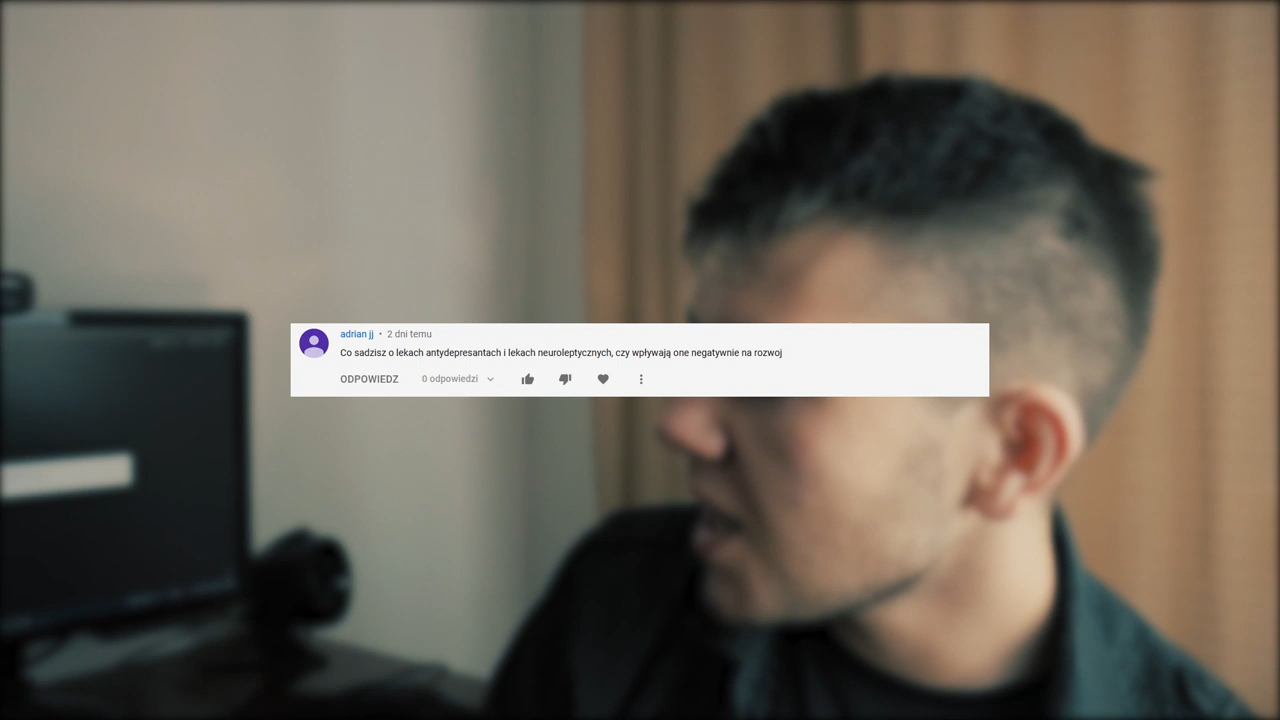 adrian jj • 2 dni temu
Co sadzisz o lekach antydepresantach i lekach neuroleptycznych, czy wpływają one negatywnie na rozwoj
ODPOWIEDZ 0 odpowiedzi